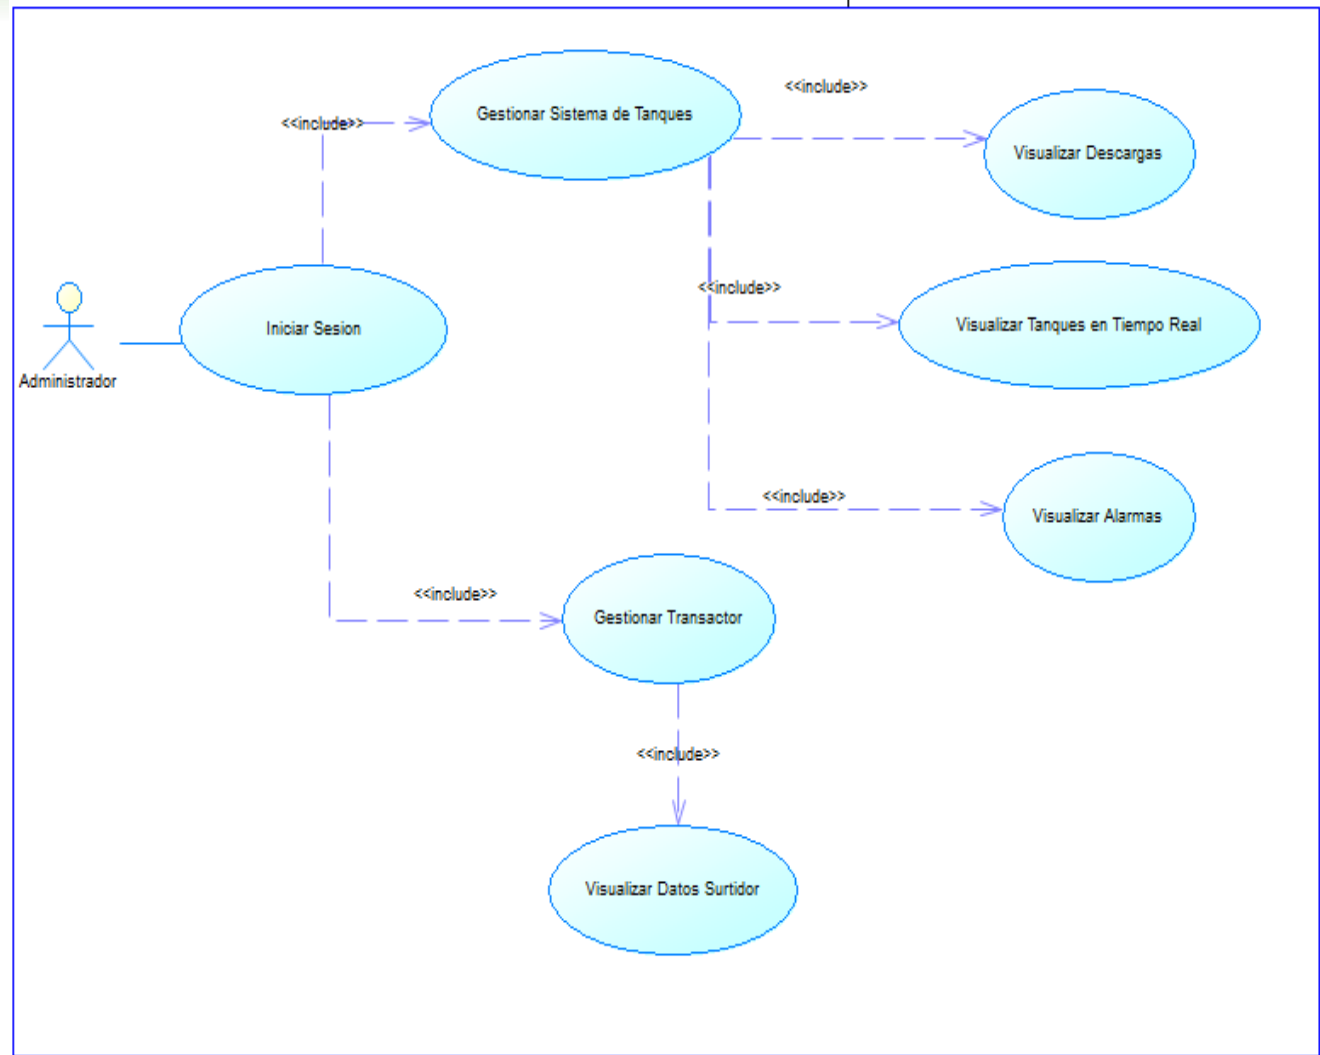 <<include>>
Gestionar Sistema de Tanques
<<include>>
Visualizar Descargas
<<include>>
Visualizar Tanques en Tiempo Real
Iniciar Sesion
Administrador
<<include>>
Visualizar Alarmas
<<include>>
Gestionar Transactor
<<include>>
Visualizar Datos Surtidor